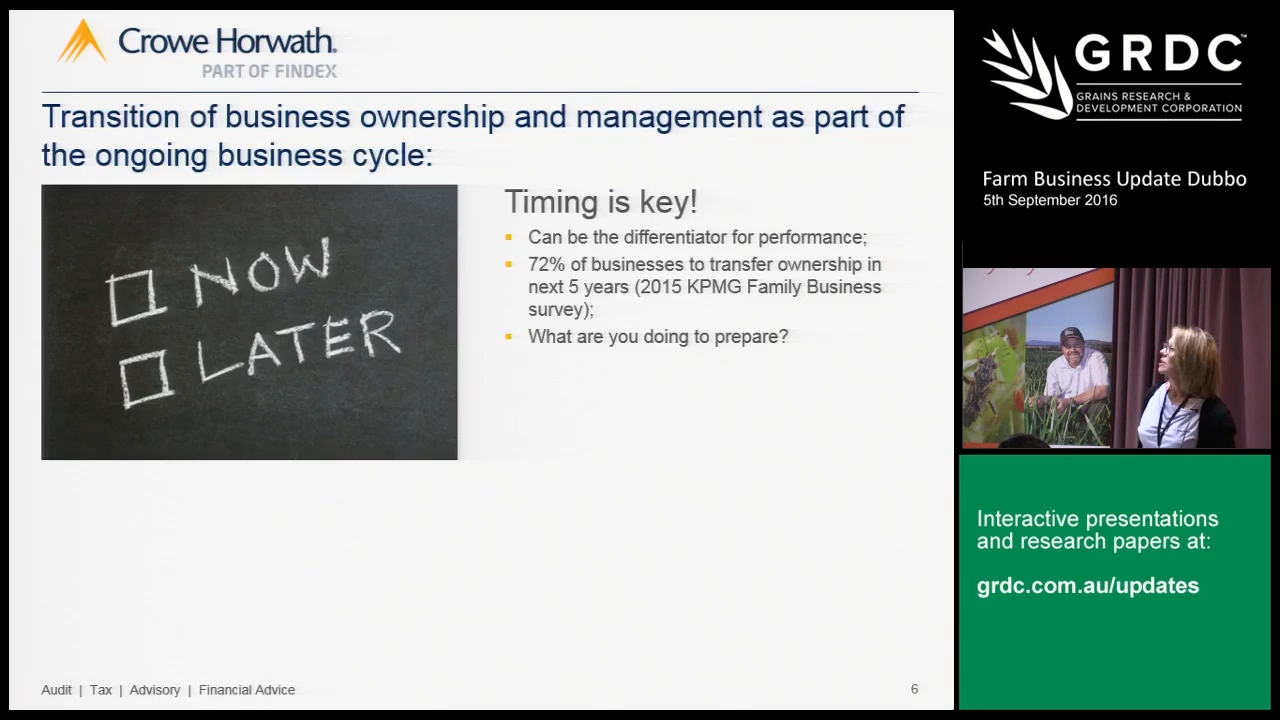 Crowe Horwath.
PART OF FINDEX
Transition of business ownership and management as part of
the ongoing business cycle:
NOW
LATER
Timing is key!
Can be the differentiator for performance;
72% of businesses to transfer ownership in
next 5 years (2015 KPMG Family Business
survey);
What are you doing to prepare?
Audit | Tax | Advisory | Financial Advice
6
GRDC™
GRAINS RESEARCH &
DEVELOPMENT CORPORATION
Farm Business Update Dubbo
5th September 2016
Interactive presentations
and research papers at:
grdc.com.au/updates